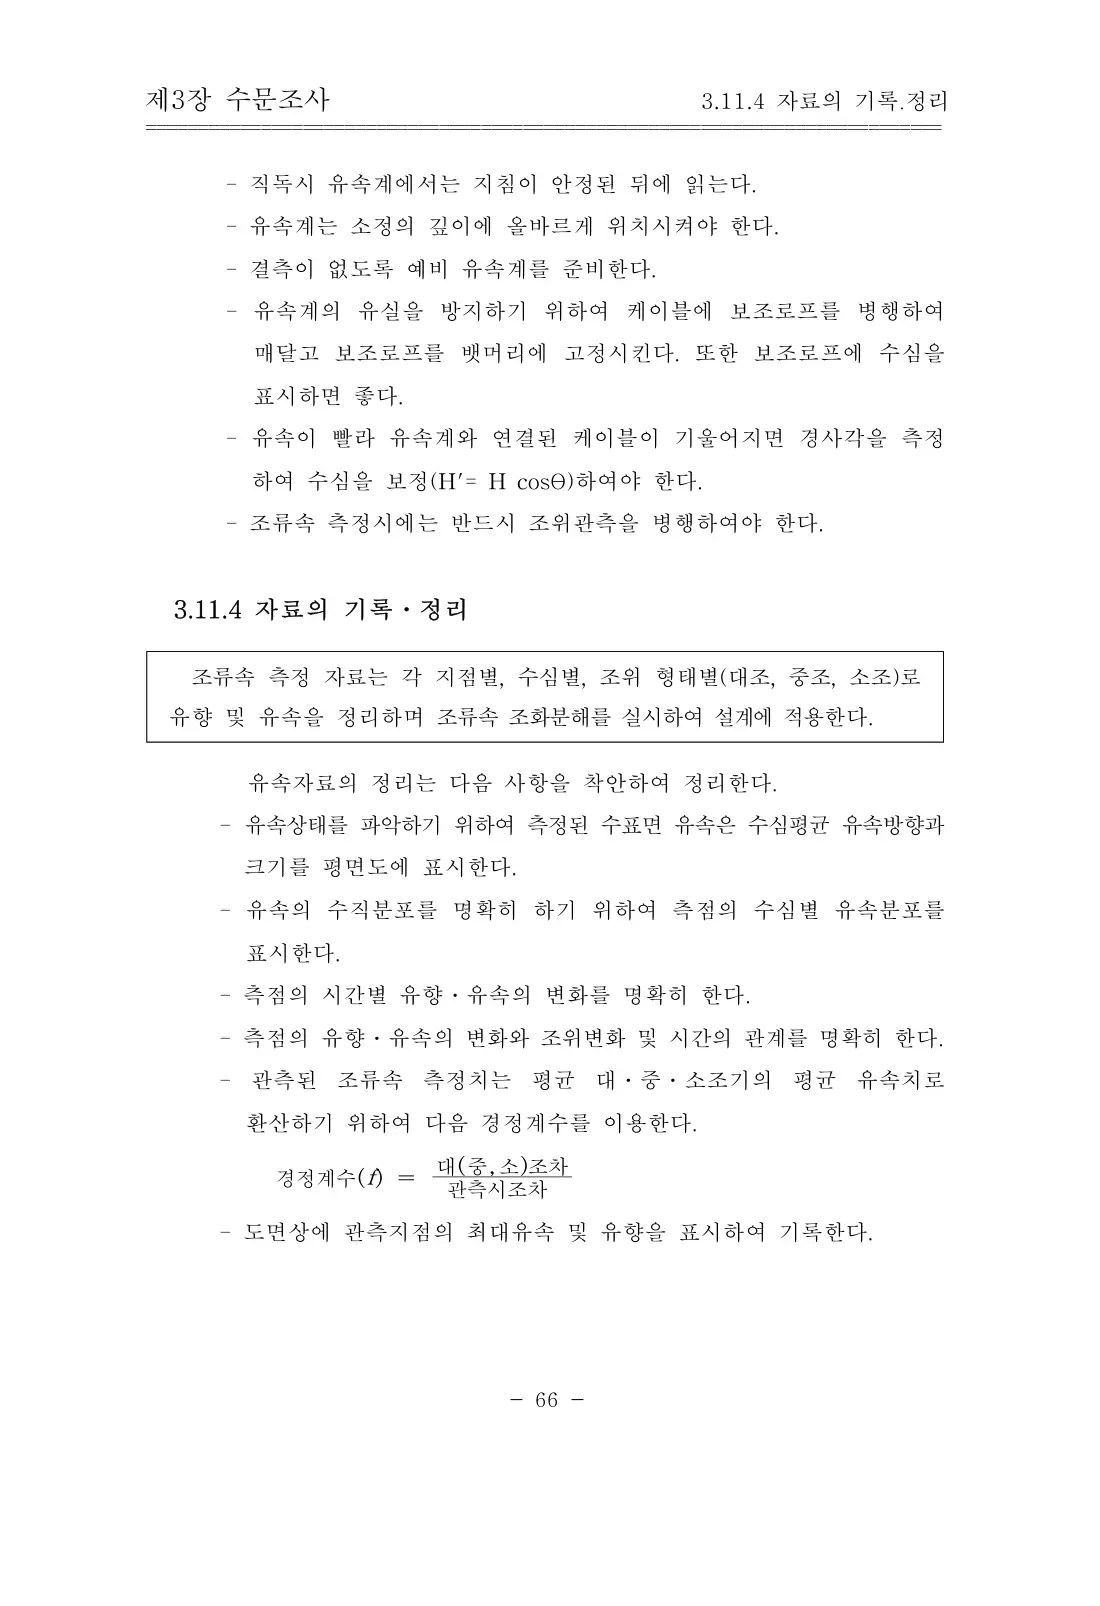 제3장 수문조사
3.11.4 자료의 기록.정리
- 직독시 유속계에서는 지침이 안정된 뒤에 읽는다.
- 유속계는 소정의 깊이에 올바르게 위치시켜야 한다.
- 결측이 없도록 예비 유속계를 준비한다.
- 유속계의 유실을 방지하기 위하여 케이블에 보조로프를 병행하여
매달고 보조로프를 뱃머리에 고정시킨다. 또한 보조로프에 수심을
표시하면 좋다.
- 유속이 빨라 유속계와 연결된 케이블이 기울어지면 경사각을 측정
하여 수심을 보정(H′= H cosΘ)하여야 한다.
- 조류속 측정시에는 반드시 조위관측을 병행하여야 한다.
3.11.4 자료의 기록·정리
조류속 측정 자료는 각 지점별, 수심별, 조위 형태별(대조, 중조, 소조)로
유향 및 유속을 정리하며 조류속 조화분해를 실시하여 설계에 적용한다.
유속자료의 정리는 다음 사항을 착안하여 정리한다.
- 유속상태를 파악하기 위하여 측정된 수표면 유속은 수심평균 유속방향과
크기를 평면도에 표시한다.
- 유속의 수직분포를 명확히 하기 위하여 측점의 수심별 유속분포를
표시한다.
- 측점의 시간별 유향·유속의 변화를 명확히 한다.
- 측점의 유향·유속의 변화와 조위변화 및 시간의 관계를 명확히 한다.
- 관측된 조류속 측정치는 평균 대·중·소조기의 평균 유속치로
환산하기 위하여 다음 경정계수를 이용한다.
경정계수(f) = 대(중,소)조차
관측시조차
- 도면상에 관측지점의 최대유속 및 유향을 표시하여 기록한다.
- 66 -